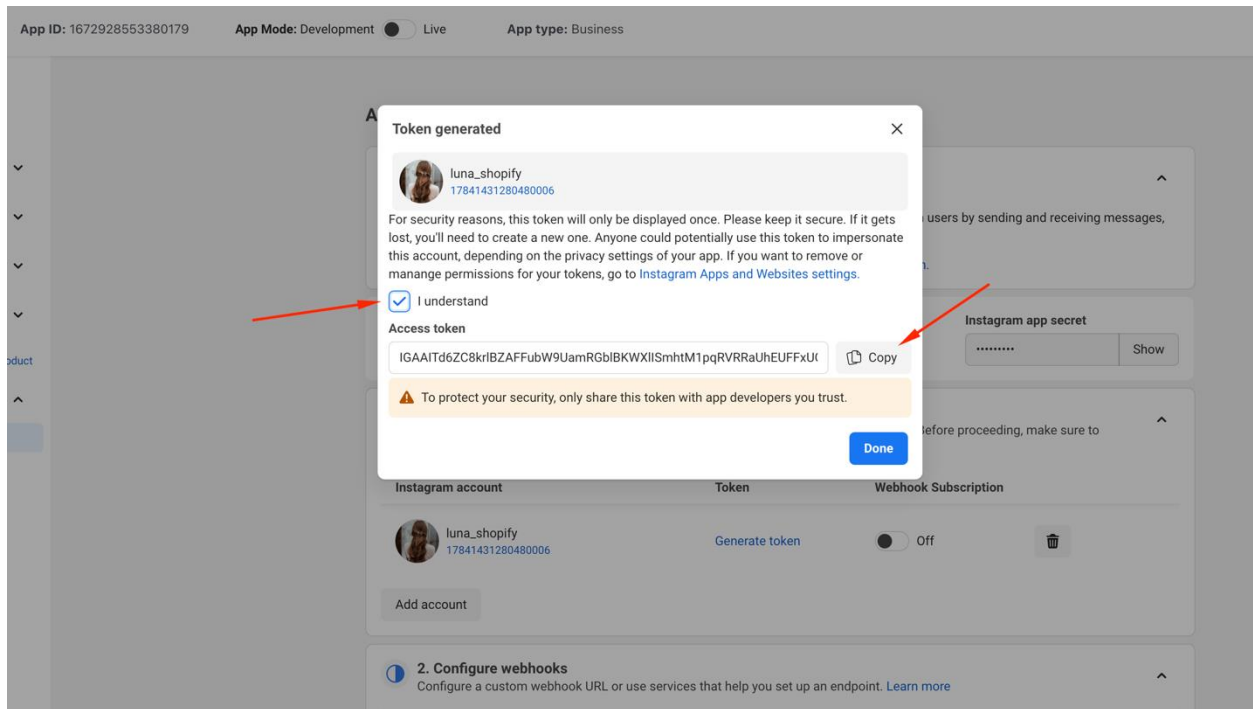 App ID: 1672928553380179 App Mode: Development Live App type: Business
Token generated
luna_shopify
17841431280480006
For security reasons, this token will only be displayed once. Please keep it secure. If it gets
lost, you'll need to create a new one. Anyone could potentially use this token to impersonate
this account, depending on the privacy settings of your app. If you want to remove or
manange permissions for your tokens, go to Instagram Apps and Websites settings.
users by sending and receiving messages,
I understand
Access token
IGAAITd6ZC8krlBZAFFubW9UamRGblBKWXlISmhtM1pqRVRRaUhEUFFxU
Copy
To protect your security, only share this token with app developers you trust.
Done
Instagram app secret
Show
Before proceeding, make sure to
Instagram account Token Webhook Subscription
luna_shopify
17841431280480006
Generate token Off
Add account
2. Configure webhooks
Configure a custom webhook URL or use services that help you set up an endpoint. Learn more